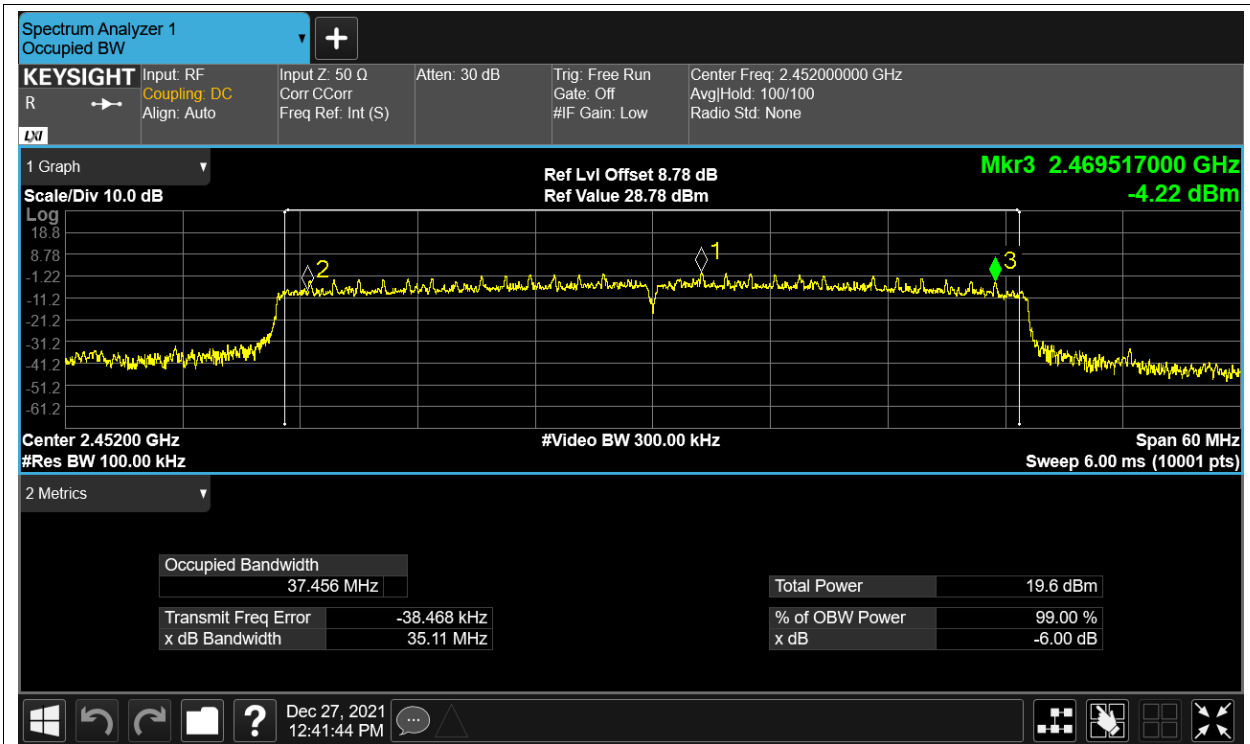 Spectrum Analyzer 1
Occupied BW
KEYSIGHT
R
LXI
Input: RF
Coupling: DC
Align: Auto
Input Z: 50 Ω
Corr CCorr
Freq Ref: Int (S)
Atten: 30 dB
Trig: Free Run
Gate: Off
#IF Gain: Low
Center Freq: 2.452000000 GHz
Avg|Hold: 100/100
Radio Std: None
1 Graph
Scale/Div 10.0 dB
Ref Lvl Offset 8.78 dB
Ref Value 28.78 dBm
Mkr3 2.469517000 GHz
-4.22 dBm
Log
18.8
8.78
-1.22
-11.2
-21.2
-31.2
-41.2
-51.2
-61.2
2
1
3
Center 2.45200 GHz
#Res BW 100.00 kHz
#Video BW 300.00 kHz
Span 60 MHz
Sweep 6.00 ms (10001 pts)
2 Metrics
Occupied Bandwidth
37.456 MHz
Transmit Freq Error -38.468 kHz
x dB Bandwidth 35.11 MHz
Total Power 19.6 dBm
% of OBW Power 99.00 %
x dB -6.00 dB
Dec 27, 2021
12:41:44 PM